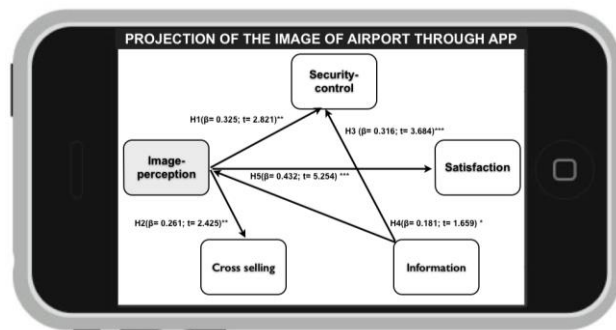 PROJECTION OF THE IMAGE OF AIRPORT THROUGH APP
Security-
control
H1(β= 0.325; t= 2.821)**
H3 (β= 0.316; t= 3.684)***
Image-
perception
Satisfaction
H5(β= 0.432; t= 5.254) ***
H2(β= 0.261; t= 2.425)**
H4(β= 0.181; t= 1.659) *
Cross selling
Information